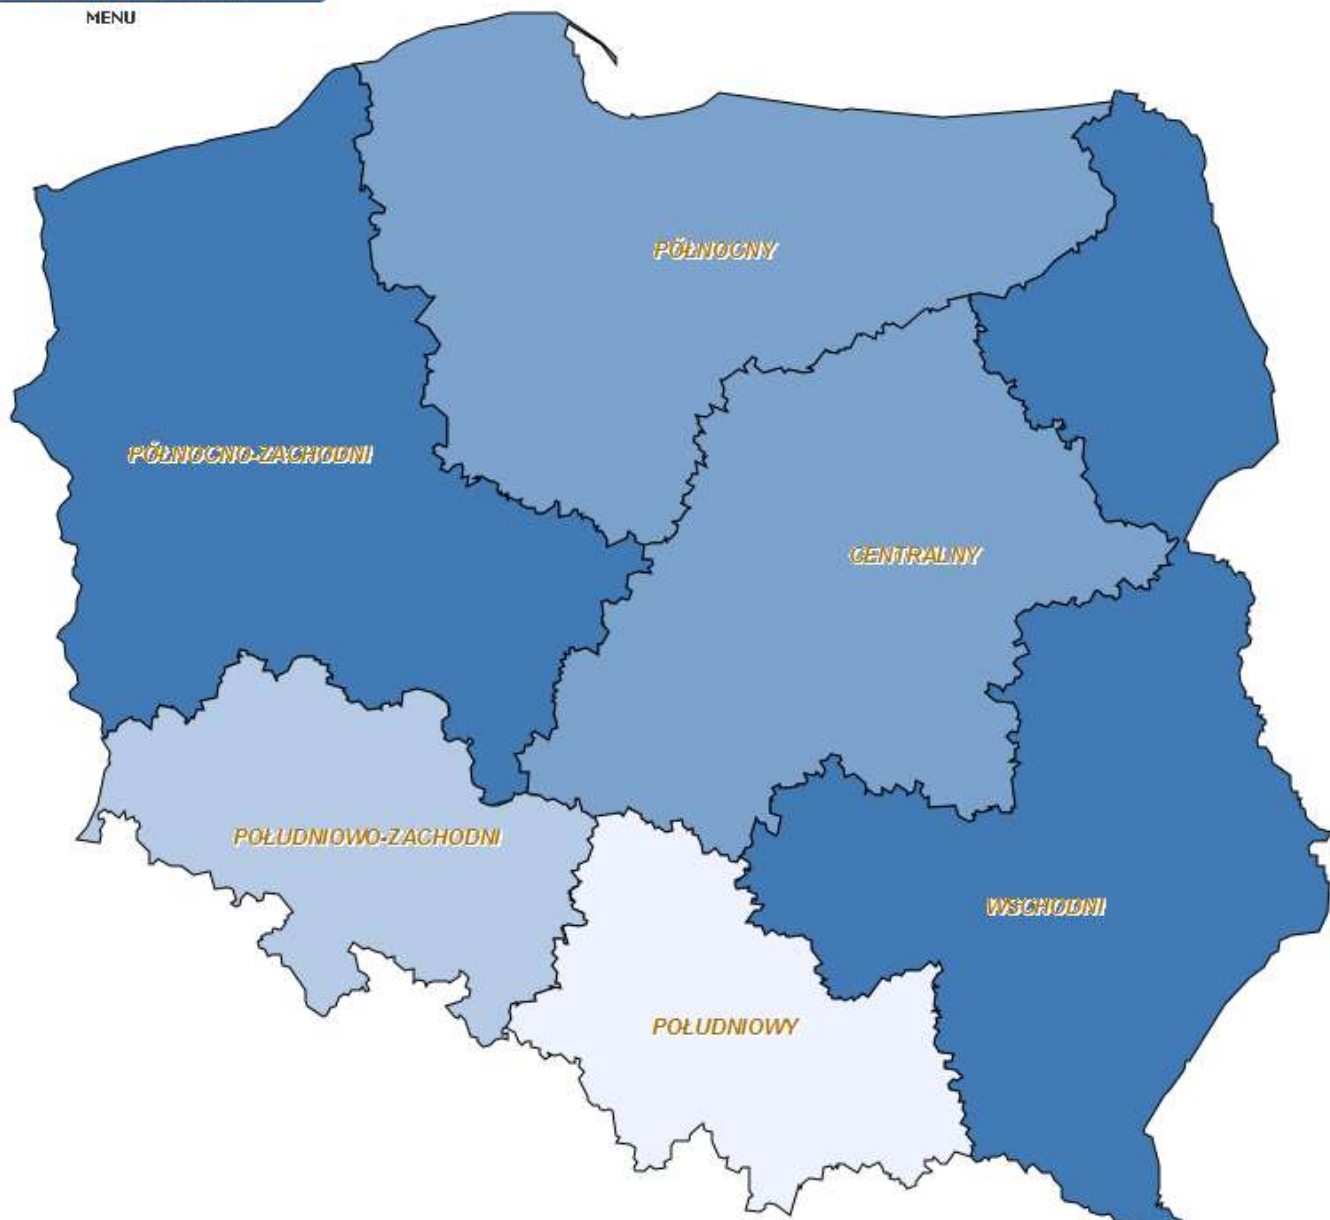 MENU
PÓŁNOCNY
PÓŁNOCNO-ZACHODNI
CENTRALNY
POŁUDNIOWO-ZACHODNI
WSCHODNI
POŁUDNIOWY